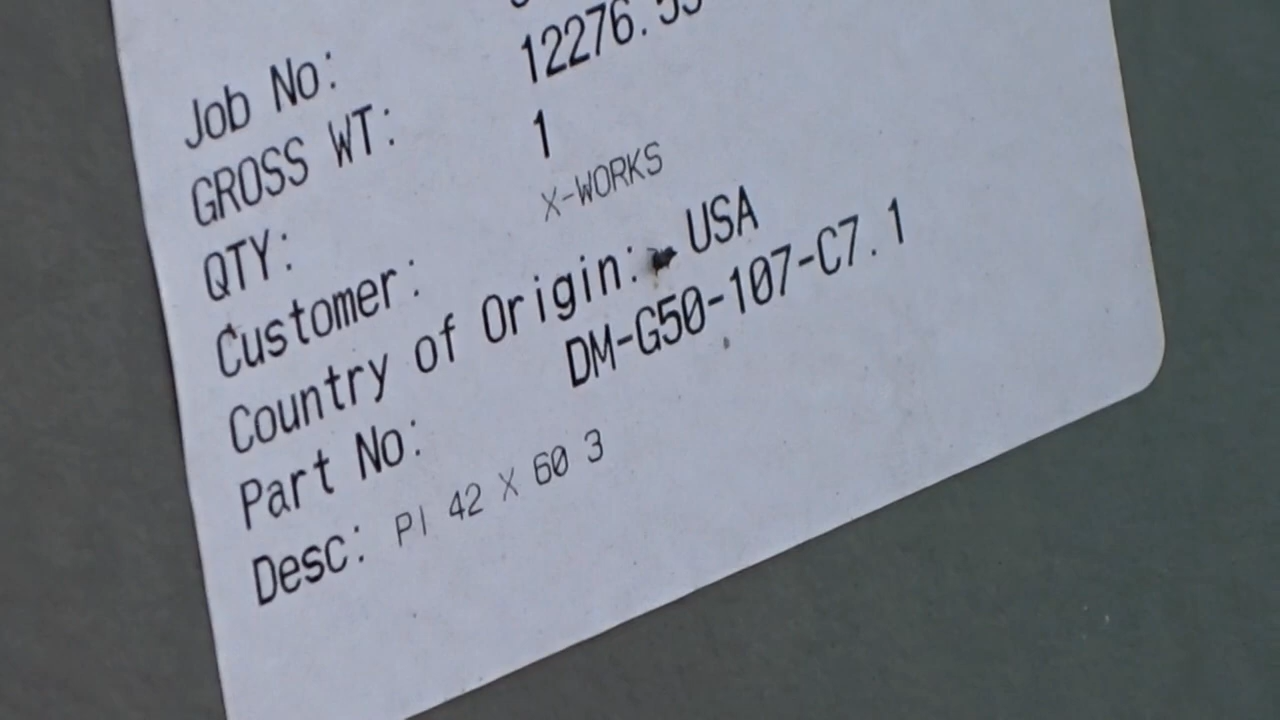 Job No:
GROSS WT:
QTY: 1
Customer: X-WORKS
Country of Origin: USA
Part No: DM-G50-107-C7.1
Desc: PI 42 X 60 3